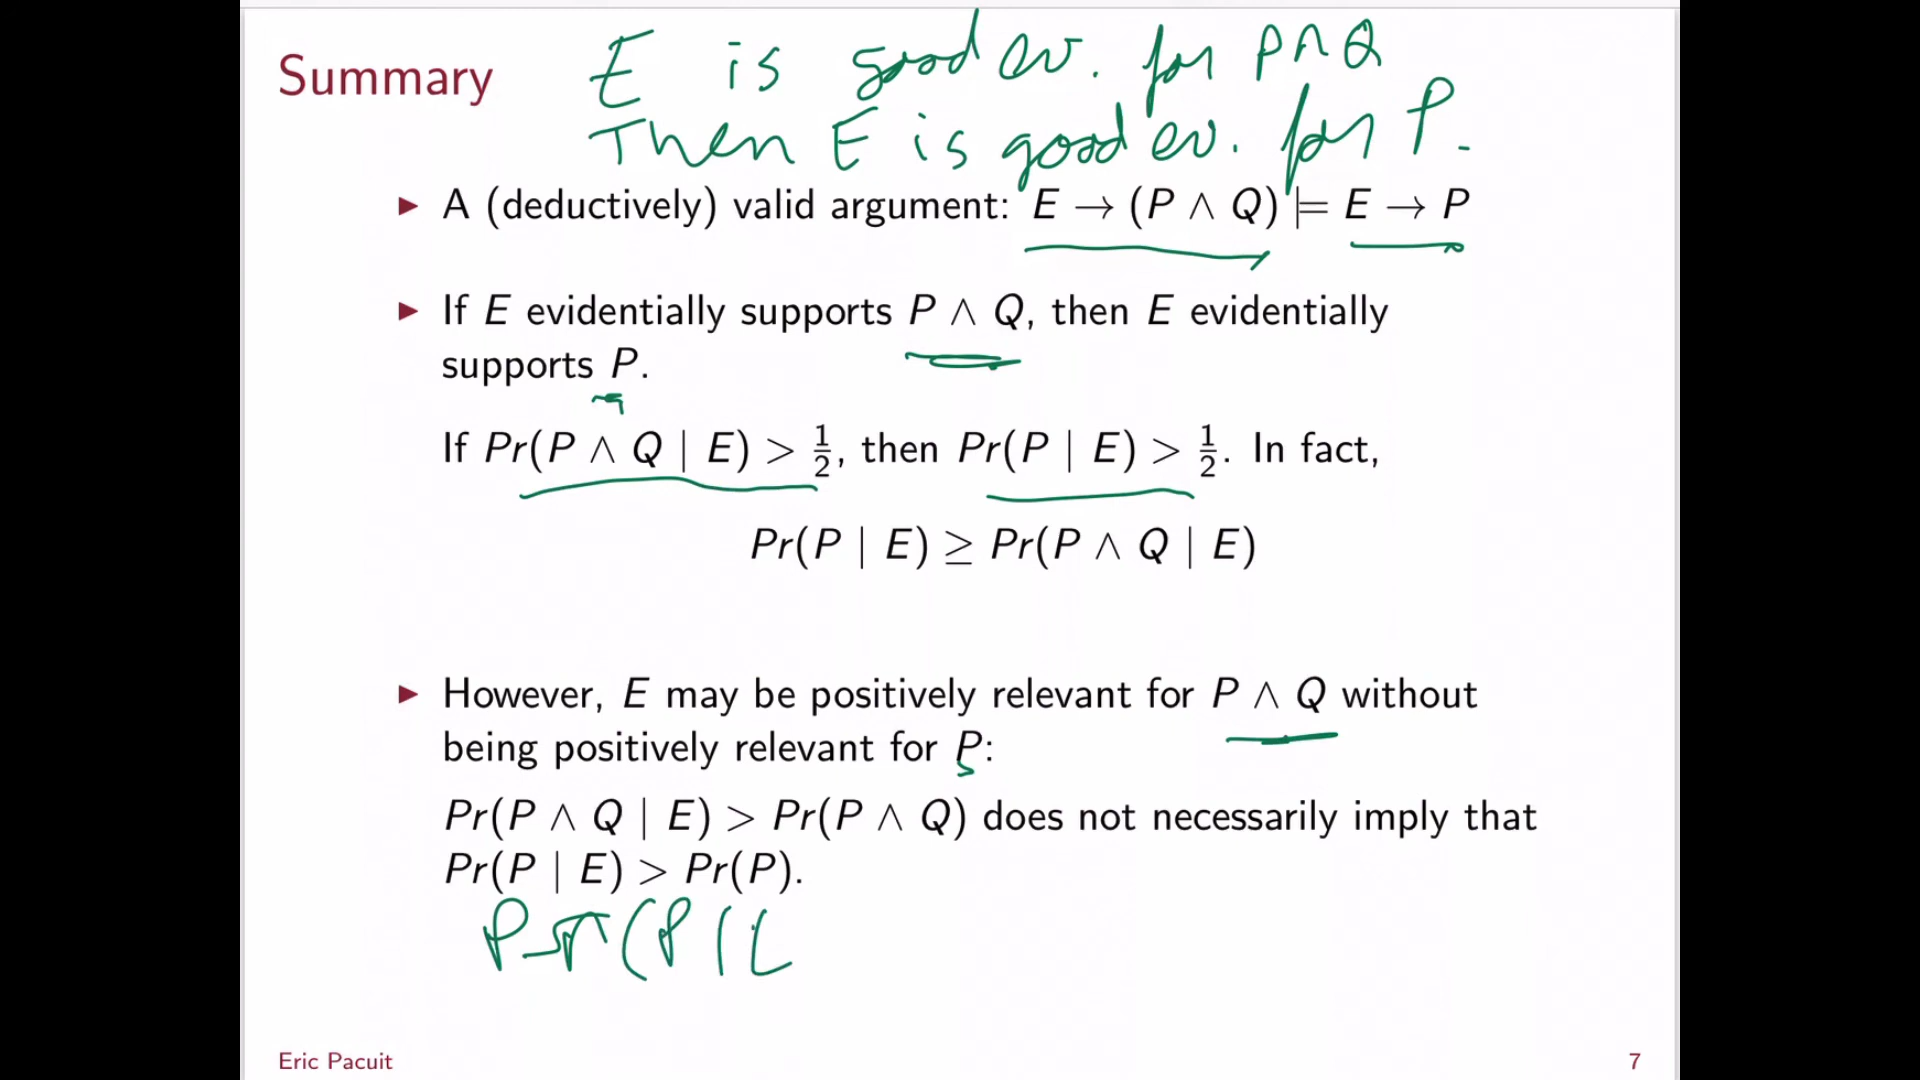 Summary
E is good ev. for P ∧ Q
Then E is good ev. for P.
▶ A (deductively) valid argument: E → (P ∧ Q) ⊨ E → P
▶ If E evidentially supports P ∧ Q, then E evidentially
supports P.
If Pr(P ∧ Q | E) > 1/2, then Pr(P | E) > 1/2. In fact,
Pr(P | E) ≥ Pr(P ∧ Q | E)
▶ However, E may be positively relevant for P ∧ Q without
being positively relevant for P:
Pr(P ∧ Q | E) > Pr(P ∧ Q) does not necessarily imply that
Pr(P | E) > Pr(P).
Pr(P |
Eric Pacuit
7